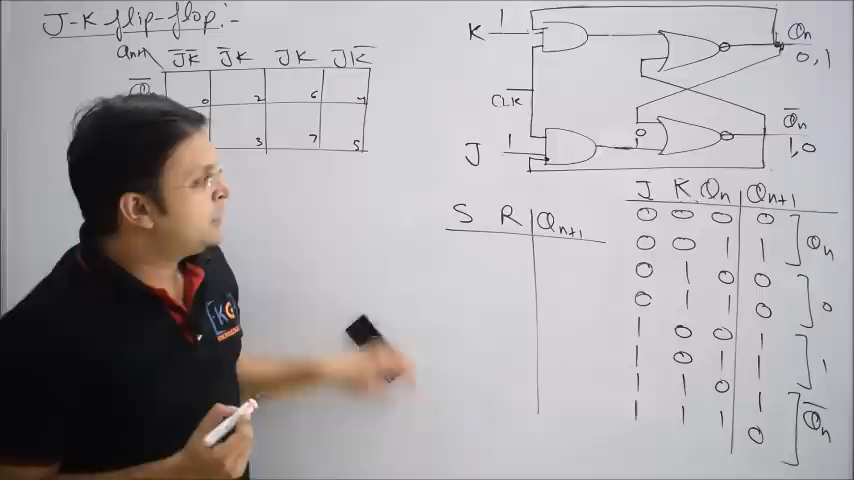 J-K flip-flop:-
Qn+1 J̅K̅ J̅K JK JK̅
Q̅n 0 2 6 4
3 7 5
K 1
Qn
0, 1
CLK
J 1
0
1
Q̅n
1,0
S R Qn+1
J K Qn Qn+1
0 0 0 0
0 0 1 1
Qn
0 1 0 0
0 1 1 0
0
1 0 0 1
1 0 1 1
1
1 1 0 1
1 1 1 0
Q̅n
KG